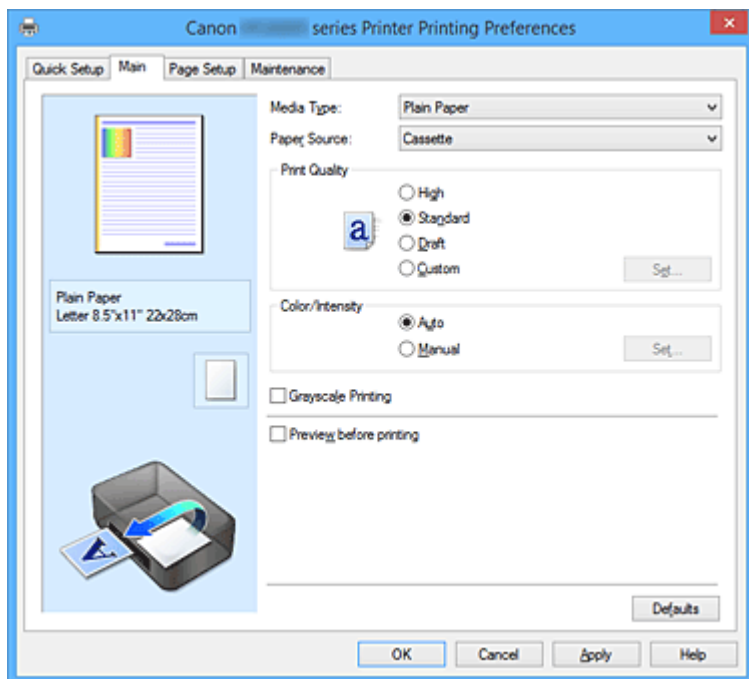 Canon series Printer Printing Preferences
Quick Setup Main Page Setup Maintenance
Media Type: Plain Paper
Paper Source: Cassette
Print Quality
High
a Standard
Draft
Custom Set...
Plain Paper
Letter 8.5"x11" 22x28cm
Color/Intensity
Auto
Manual Set...
Grayscale Printing
Preview before printing
A
Defaults
OK Cancel Apply Help